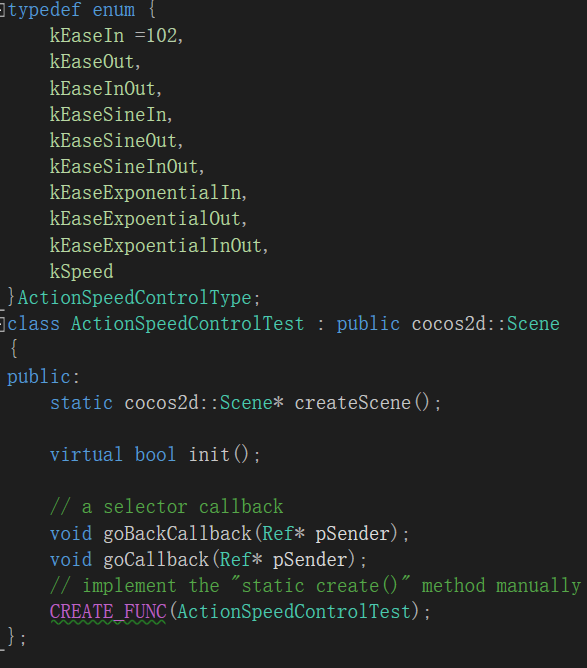 typedef enum {
kEaseIn =102,
kEaseOut,
kEaseInOut,
kEaseSineIn,
kEaseSineOut,
kEaseSineInOut,
kEaseExponentialIn,
kEaseExpoentialOut,
kEaseExpoentialInOut,
kSpeed
}ActionSpeedControlType;
class ActionSpeedControlTest : public cocos2d::Scene
{
public:
static cocos2d::Scene* createScene();
virtual bool init();
// a selector callback
void goBackCallback(Ref* pSender);
void goCallback(Ref* pSender);
// implement the "static create()" method manually
CREATE_FUNC(ActionSpeedControlTest);
};